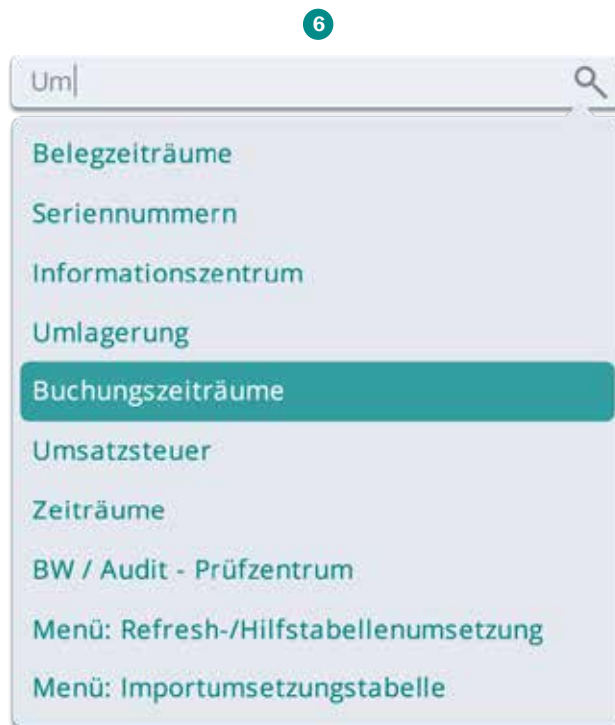 6
Um
Belegzeiträume
Seriennummern
Informationszentrum
Umlagerung
Buchungszeiträume
Umsatzsteuer
Zeiträume
BW / Audit - Prüfzentrum
Menü: Refresh-/Hilfstabellenumsetzung
Menü: Importumsetzungstabelle